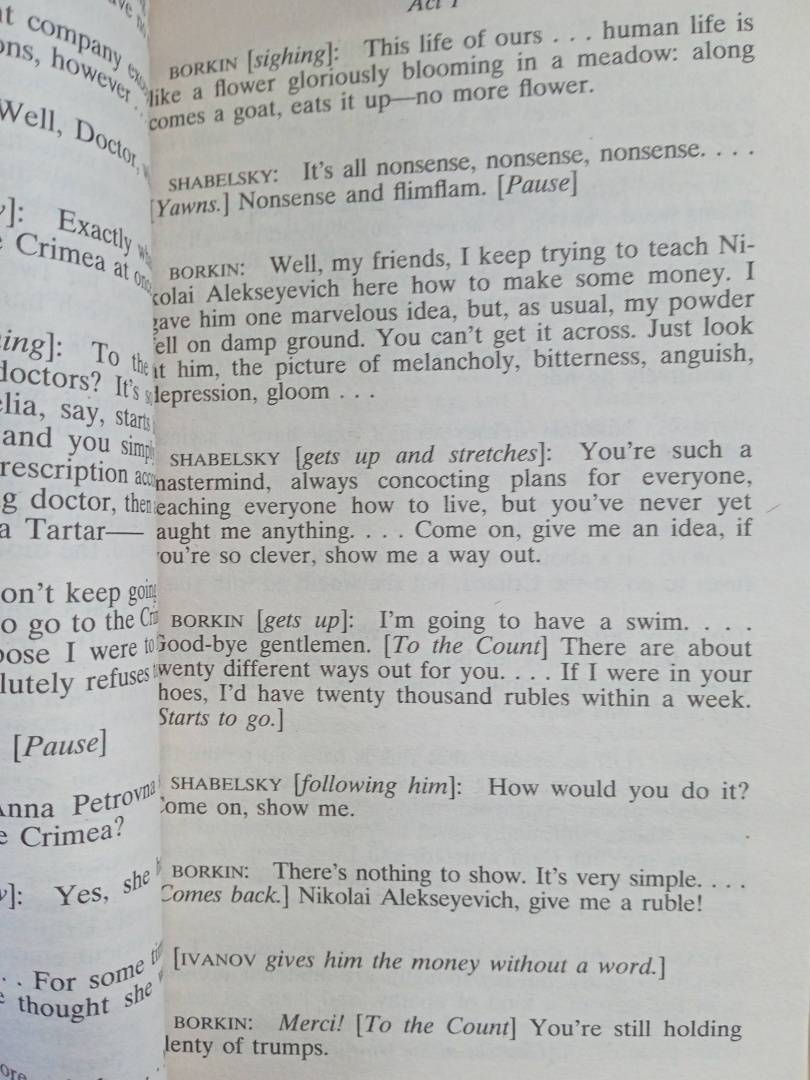 t company
ons, however
Well, Doctor,
]: Exactly
Crimea at
ing]: To the
doctors? It's
lia, say, starts
and you simply
rescription
g doctor, then
a Tartar—
on't keep going
o go to the
pose I were to
lutely refuses
[Pause]
Anna Petrovna
e Crimea?
]: Yes, she
. . For some
thought she
Act I
BORKIN [sighing]: This life of ours . . . human life is
like a flower gloriously blooming in a meadow: along
comes a goat, eats it up—no more flower.
SHABELSKY: It's all nonsense, nonsense, nonsense. . . .
[Yawns.] Nonsense and flimflam. [Pause]
BORKIN: Well, my friends, I keep trying to teach Ni-
kolai Alekseyevich here how to make some money. I
gave him one marvelous idea, but, as usual, my powder
ell on damp ground. You can't get it across. Just look
at him, the picture of melancholy, bitterness, anguish,
depression, gloom . . .
SHABELSKY [gets up and stretches]: You're such a
mastermind, always concocting plans for everyone,
eaching everyone how to live, but you've never yet
aught me anything. . . . Come on, give me an idea, if
ou're so clever, show me a way out.
BORKIN [gets up]: I'm going to have a swim. . . .
Good-bye gentlemen. [To the Count] There are about
twenty different ways out for you. . . . If I were in your
hoes, I'd have twenty thousand rubles within a week.
Starts to go.]
SHABELSKY [following him]: How would you do it?
Come on, show me.
BORKIN: There's nothing to show. It's very simple. . . .
Comes back.] Nikolai Alekseyevich, give me a ruble!
[IVANOV gives him the money without a word.]
BORKIN: Merci! [To the Count] You're still holding
lenty of trumps.